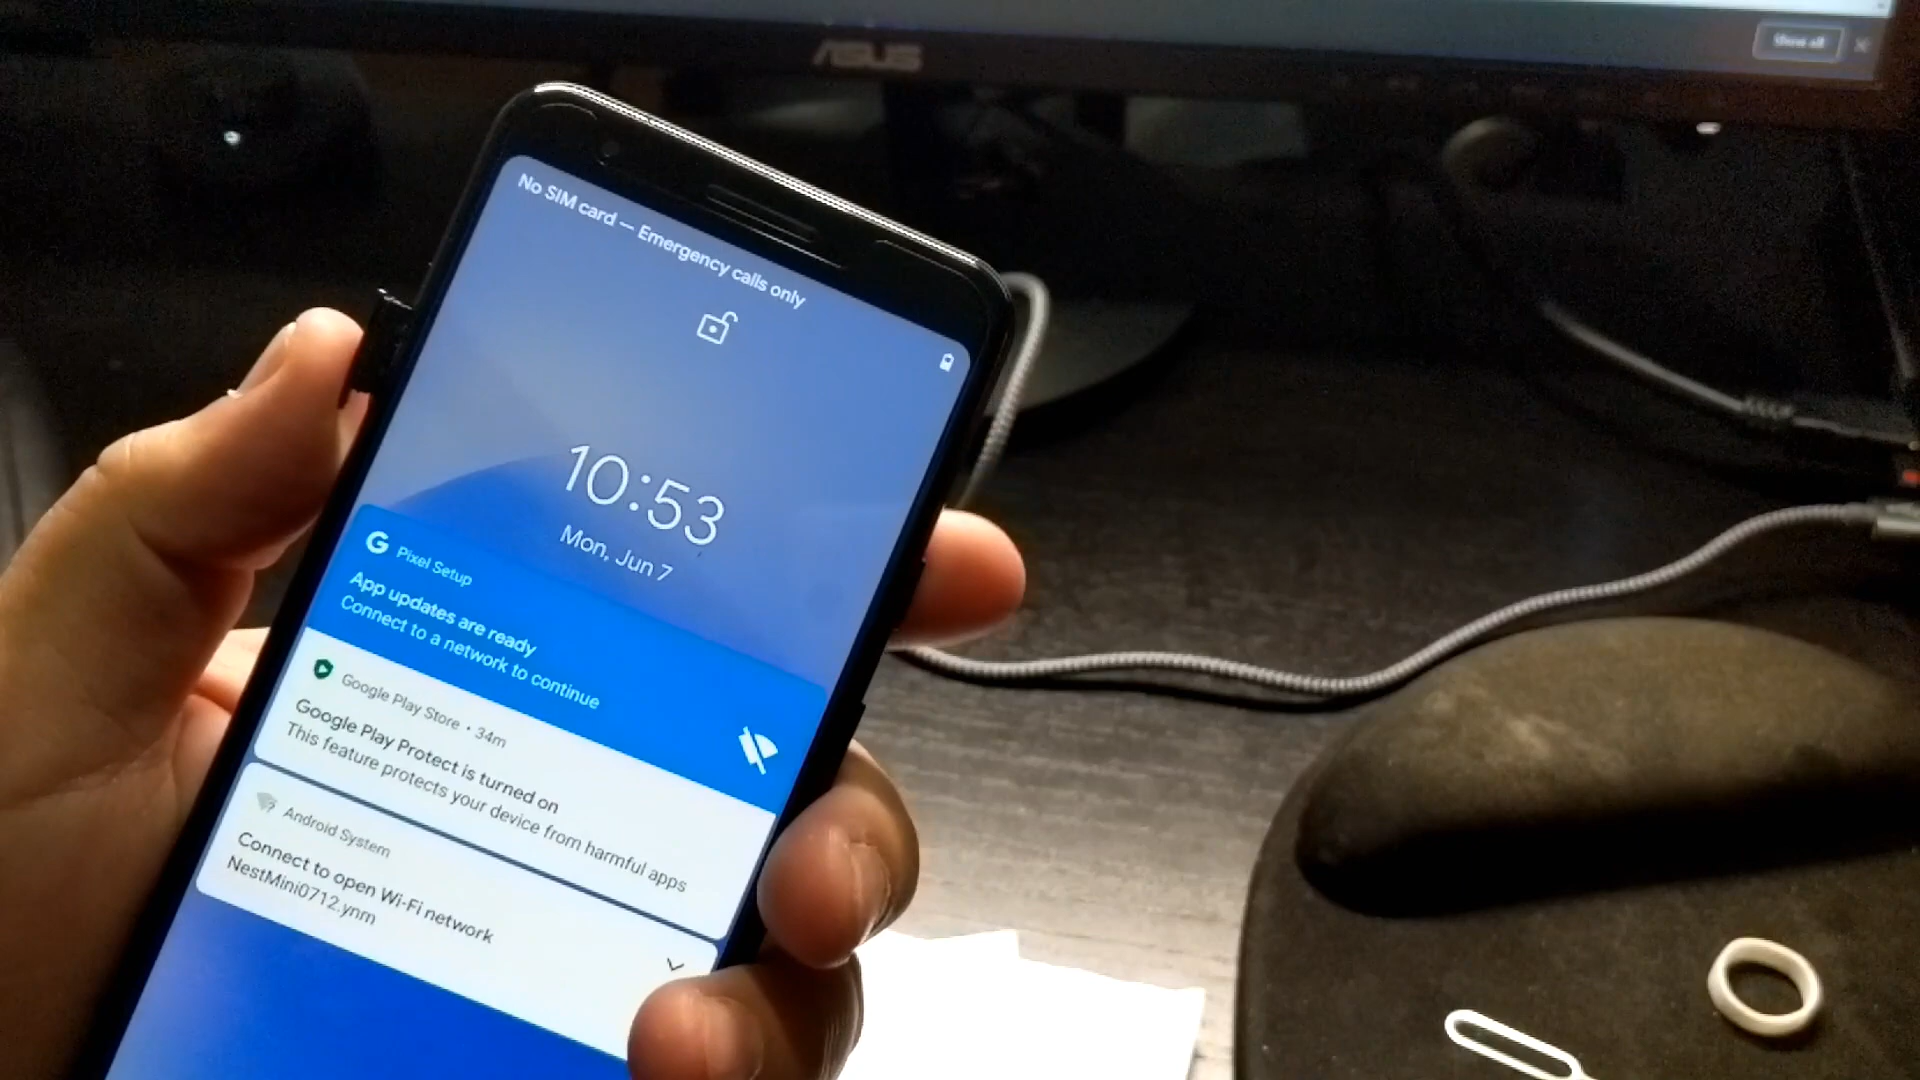 ASUS
Show all
No SIM card — Emergency calls only
10:53
Mon, Jun 7
G Pixel Setup
App updates are ready
Connect to a network to continue
Google Play Store • 34m
Google Play Protect is turned on
This feature protects your device from harmful apps
Android System
Connect to open Wi-Fi network
NestMini0712.ynm